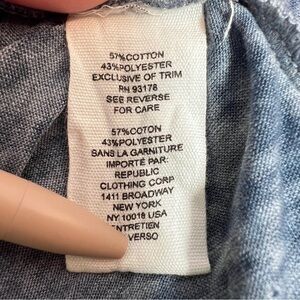 57%COTTON
43%POLYESTER
EXCLUSIVE OF TRIM
RN 93178
SEE REVERSE
FOR CARE
57%COTON
43%POLYESTER
SANS LA GARNITURE
IMPORTÉ PAR:
REPUBLIC
CLOTHING CORP
1411 BROADWAY
NEW YORK
NY 10018 USA
ENTRETIEN
VERSO